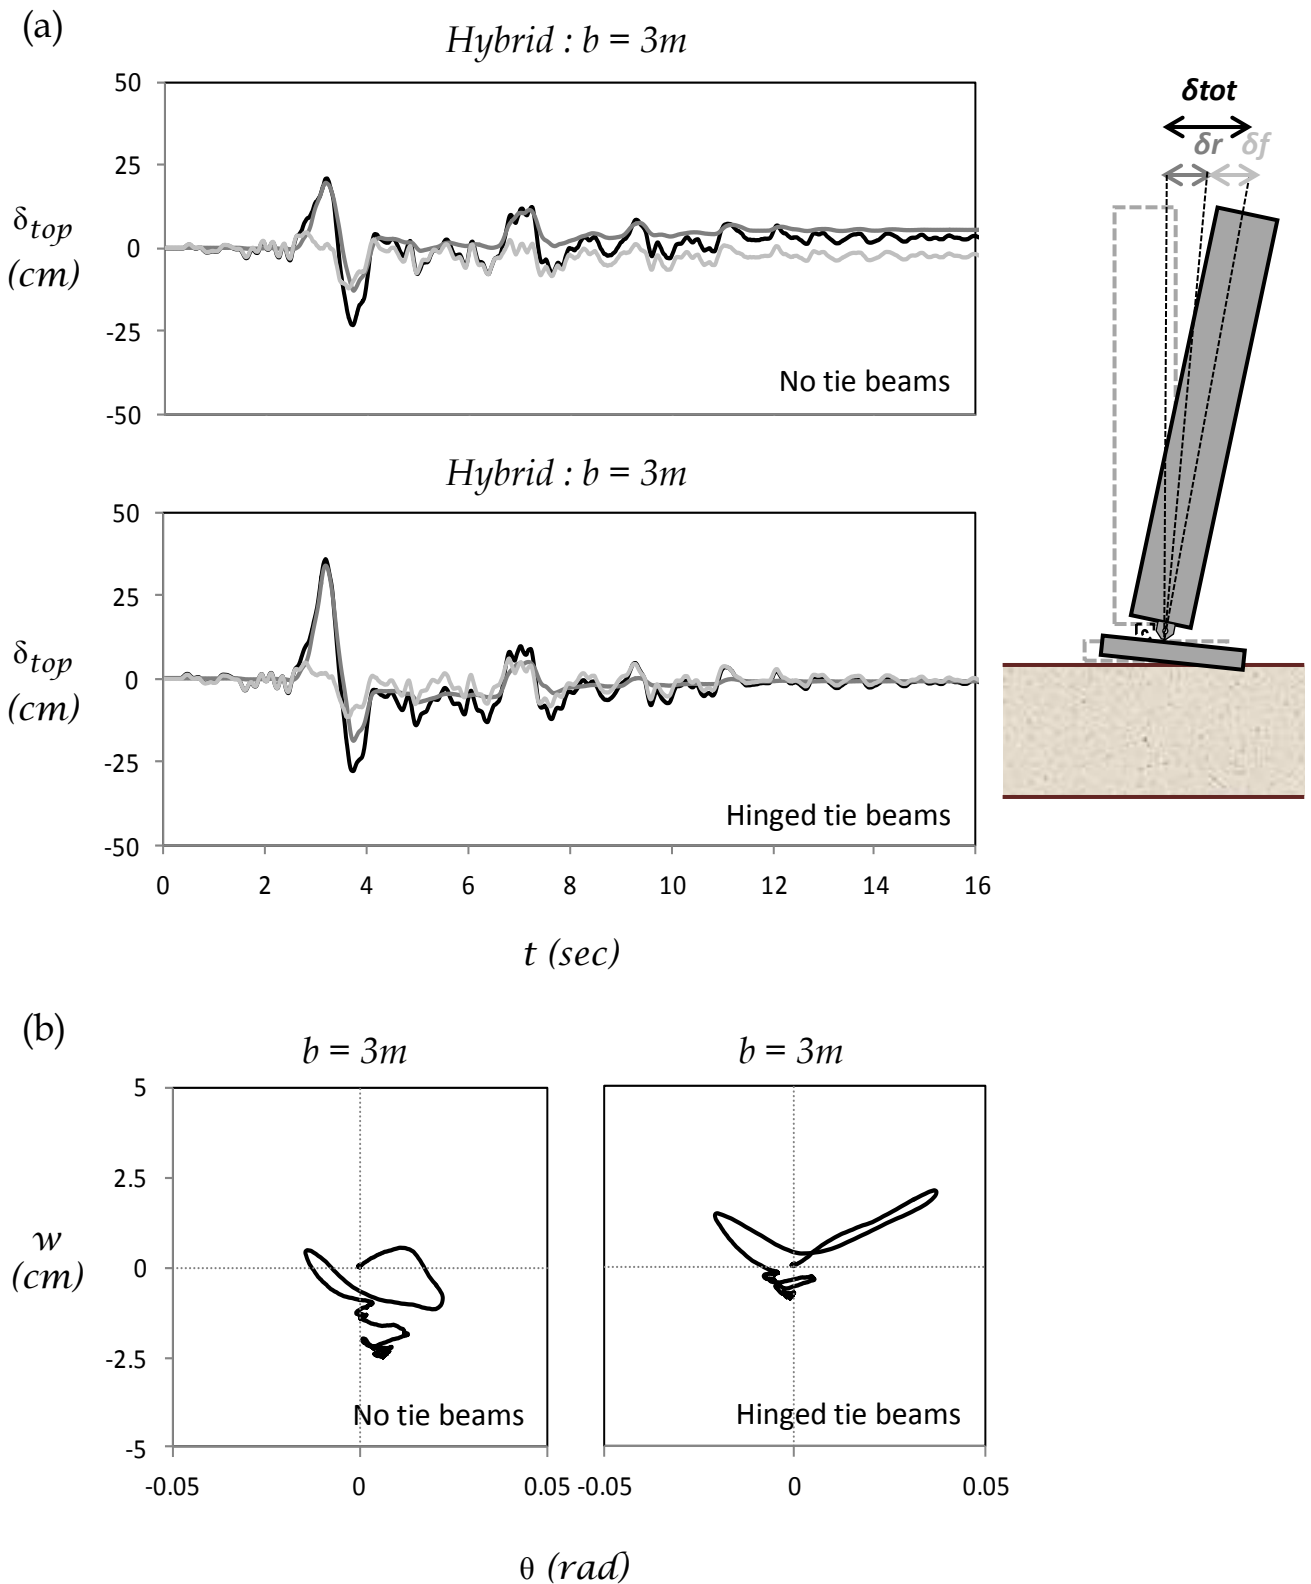 (a)
Hybrid : b = 3m
50
25
0
-25
-50
δtop
(cm)
No tie beams
δtot
δr δf
Hybrid : b = 3m
50
25
0
-25
-50
δtop
(cm)
Hinged tie beams
0 2 4 6 8 10 12 14 16
t (sec)
(b)
b = 3m
b = 3m
5
2.5
0
-2.5
-5
w
(cm)
No tie beams
Hinged tie beams
-0.05 0 0.05
-0.05 0 0.05
θ (rad)